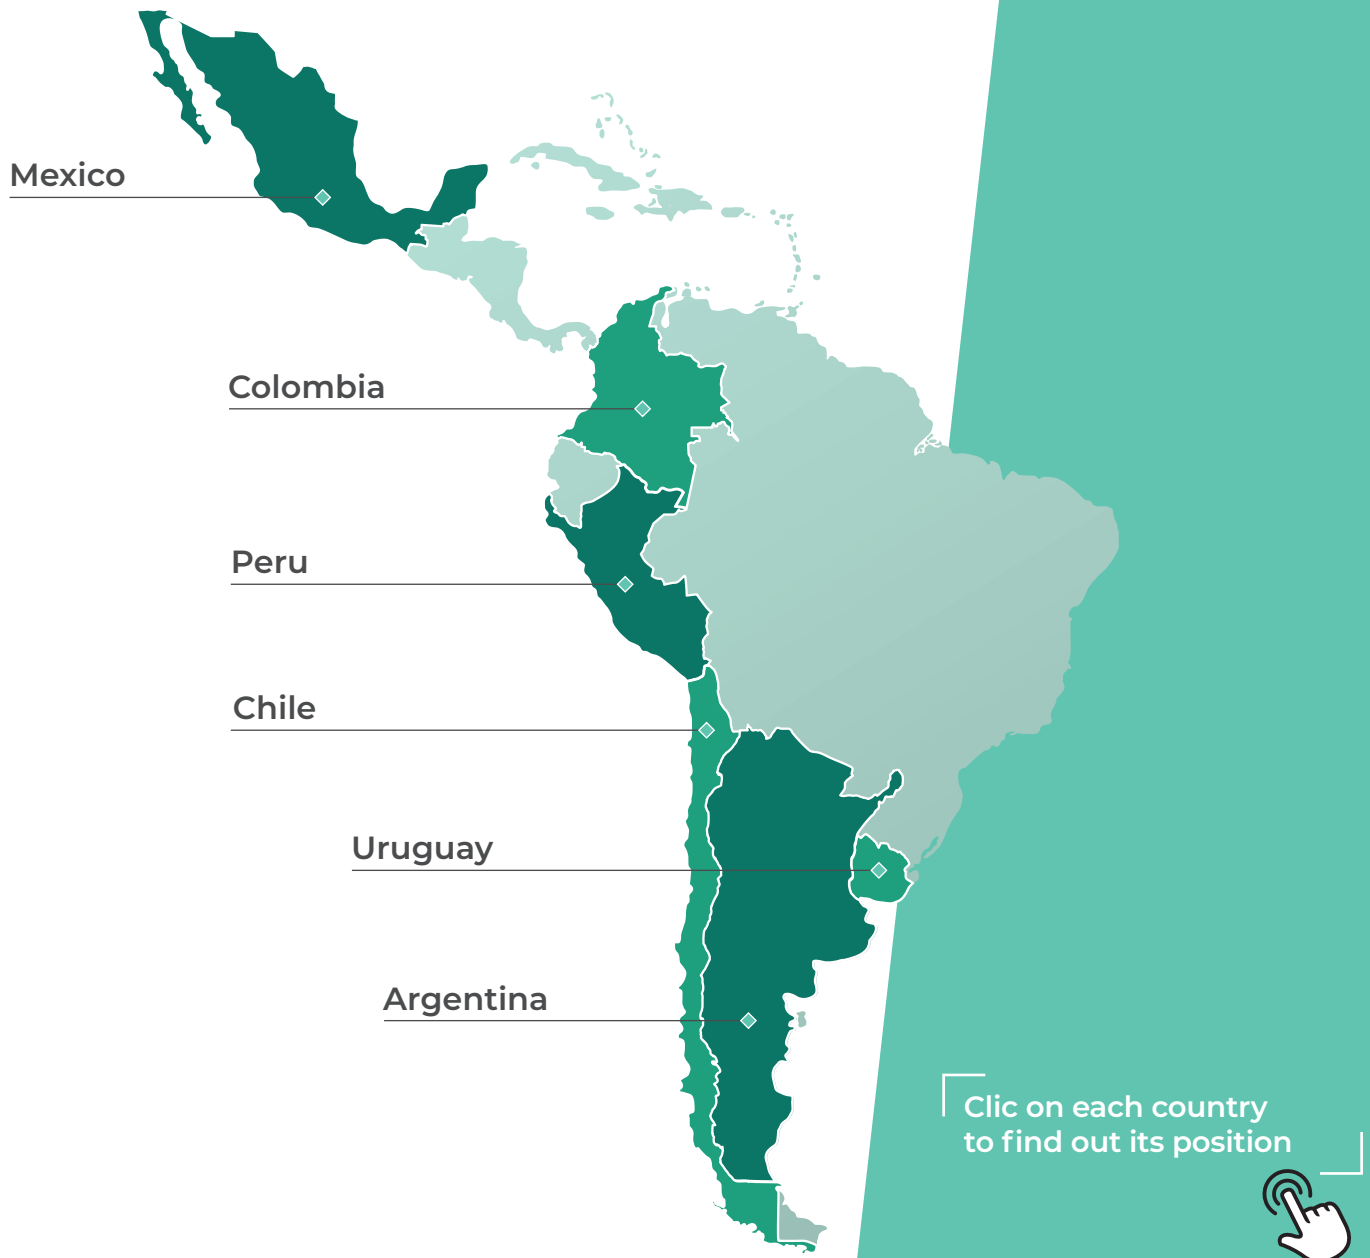 Mexico
Colombia
Peru
Chile
Uruguay
Argentina
Clic on each country
to find out its position